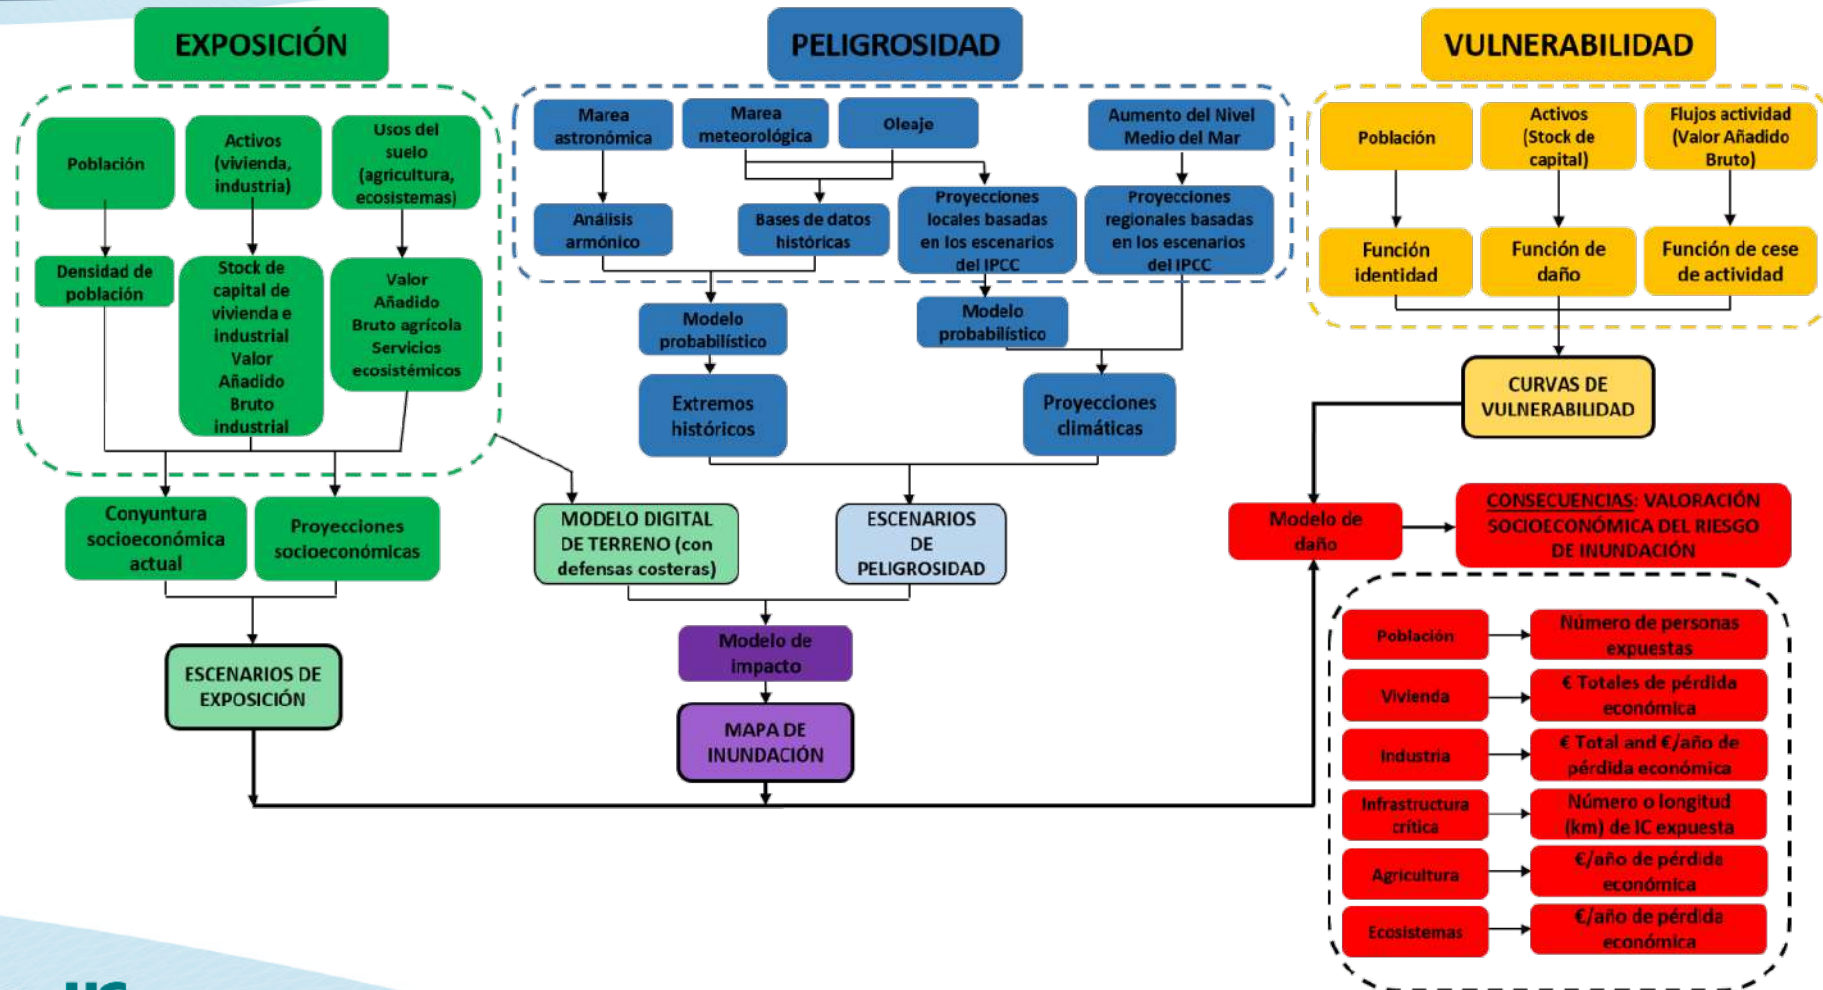 EXPOSICIÓN
PELIGROSIDAD
VULNERABILIDAD
Población
Activos
(vivienda,
industria)
Usos del
suelo
(agricultura,
ecosistemas)
Densidad de
población
Stock de
capital de
vivienda e
industrial
Valor
Añadido
Bruto
industrial
Valor
Añadido
Bruto agrícola
Servicios
ecosistémicos
Conyuntura
socioeconómica
actual
Proyecciones
socioeconómicas
ESCENARIOS DE
EXPOSICIÓN
Marea
astronómica
Marea
meteorológica
Oleaje
Aumento del Nivel
Medio del Mar
Análisis
armónico
Bases de datos
históricas
Proyecciones
locales basadas
en los escenarios
del IPCC
Proyecciones
regionales basadas
en los escenarios
del IPCC
Modelo
probabilístico
Modelo
probabilístico
Extremos
históricos
Proyecciones
climáticas
MODELO DIGITAL
DE TERRENO (con
defensas costeras)
ESCENARIOS
DE
PELIGROSIDAD
Modelo de
impacto
MAPA DE
INUNDACIÓN
Población
Activos
(Stock de
capital)
Flujos actividad
(Valor Añadido
Bruto)
Función
identidad
Función de
daño
Función de cese
de actividad
CURVAS DE
VULNERABILIDAD
Modelo de
daño
CONSECUENCIAS: VALORACIÓN
SOCIOECONÓMICA DEL RIESGO
DE INUNDACIÓN
Población
Número de personas
expuestas
Vivienda
€ Totales de pérdida
económica
Industria
€ Total and €/año de
pérdida económica
Infrastructura
crítica
Número o longitud
(km) de IC expuesta
Agricultura
€/año de pérdida
económica
Ecosistemas
€/año de pérdida
económica